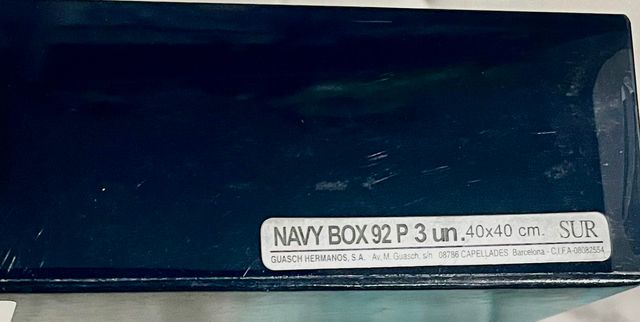 NAVY BOX 92 P 3 un. 40x40 cm. SUR
GUASCH HERMANOS, S.A. Av. M. Guasch, s/n 08786 CAPELLADES Barcelona - C.I.F. A-08082554